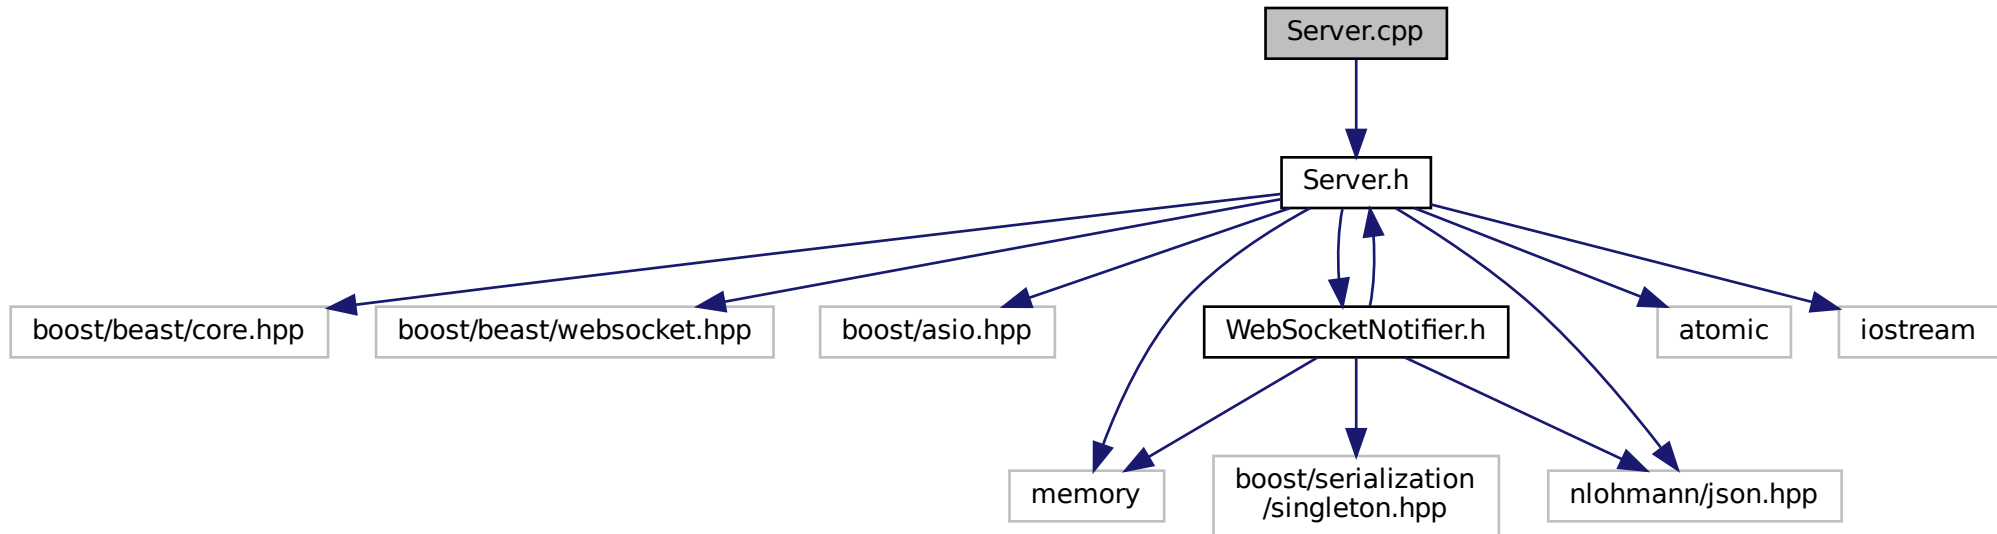 Server.cpp
Server.h
boost/beast/core.hpp
boost/beast/websocket.hpp
boost/asio.hpp
WebSocketNotifier.h
atomic
iostream
memory
boost/serialization
/singleton.hpp
nlohmann/json.hpp